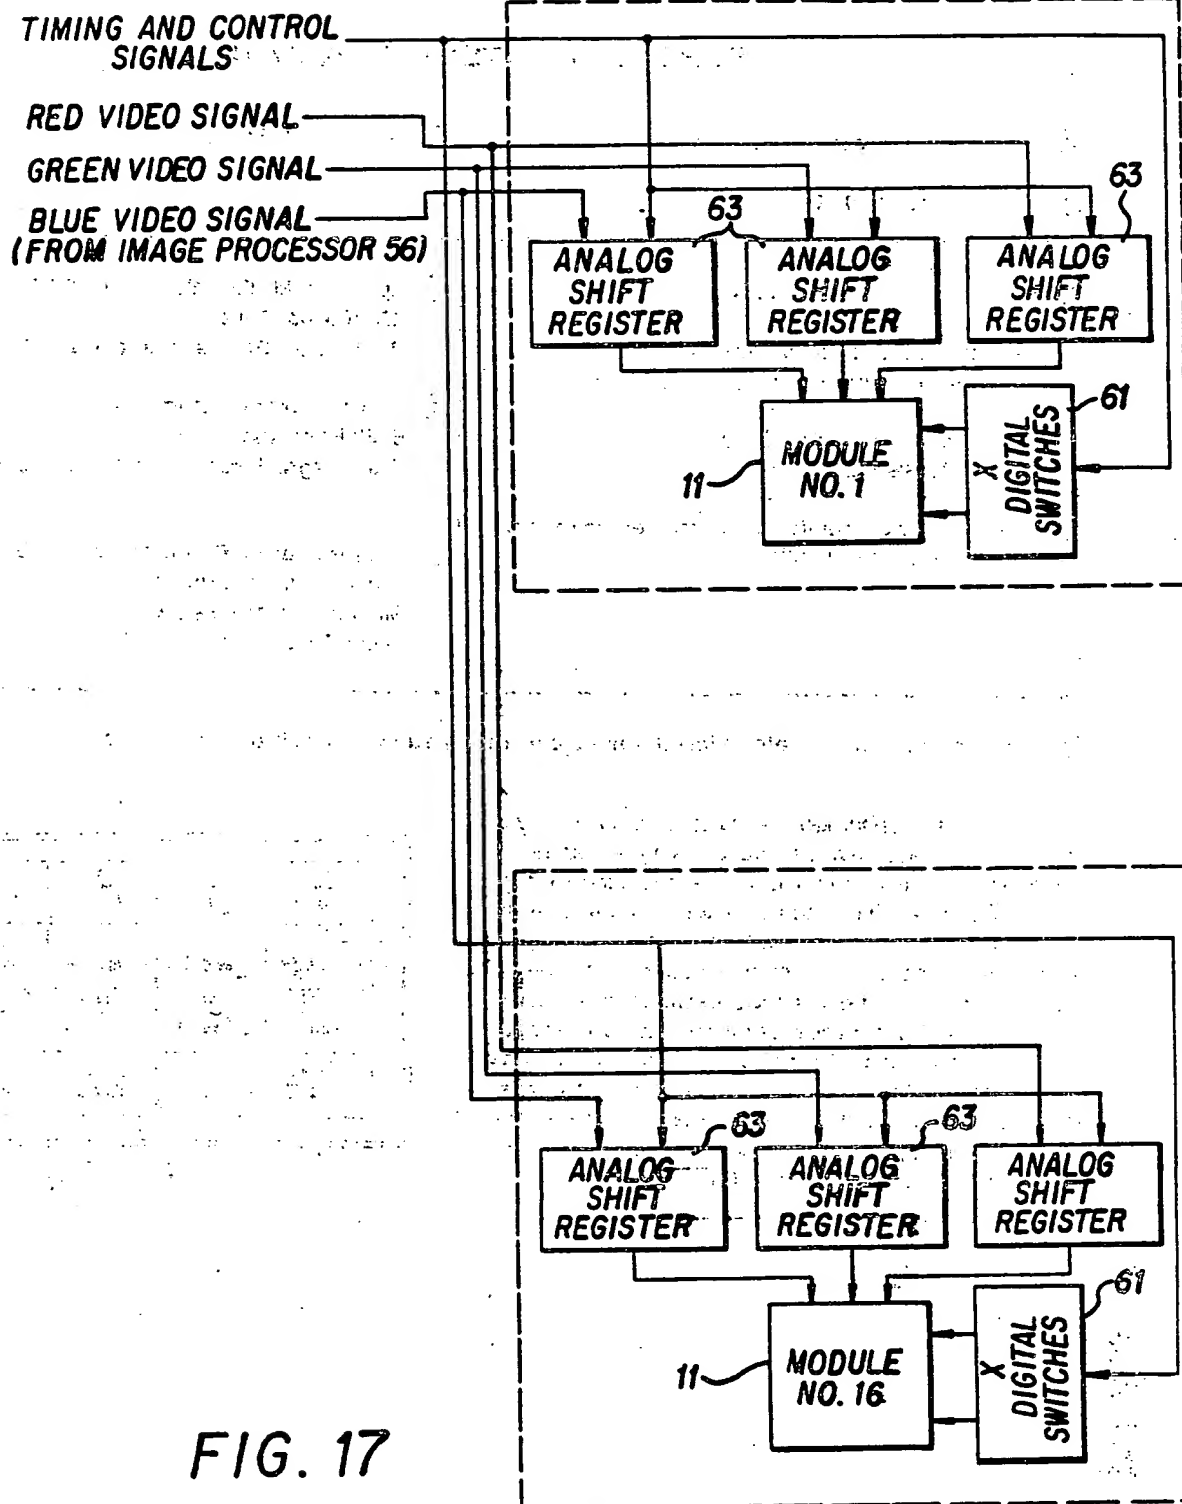 TIMING AND CONTROL
SIGNALS
RED VIDEO SIGNAL
GREEN VIDEO SIGNAL
BLUE VIDEO SIGNAL
(FROM IMAGE PROCESSOR 56)
63
63
ANALOG
SHIFT
REGISTER
ANALOG
SHIFT
REGISTER
ANALOG
SHIFT
REGISTER
61
11
MODULE
NO. 1
X
DIGITAL
SWITCHES
63
63
ANALOG
SHIFT
REGISTER
ANALOG
SHIFT
REGISTER
ANALOG
SHIFT
REGISTER
61
11
MODULE
NO. 16
X
DIGITAL
SWITCHES
FIG. 17